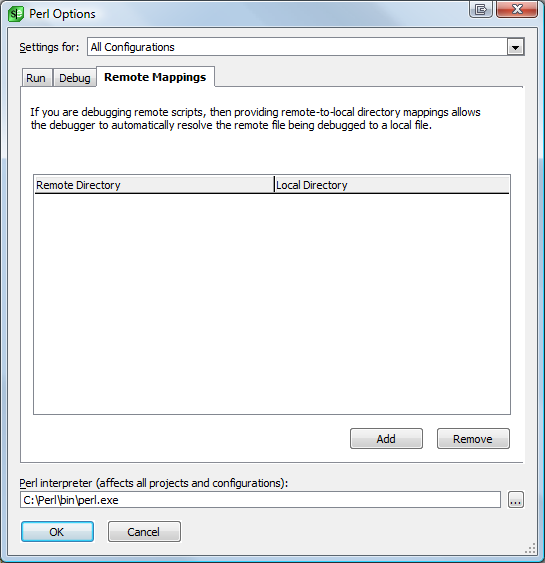 Perl Options
Settings for: All Configurations
Run Debug Remote Mappings
If you are debugging remote scripts, then providing remote-to-local directory mappings allows
the debugger to automatically resolve the remote file being debugged to a local file.
Remote Directory Local Directory
Add Remove
Perl interpreter (affects all projects and configurations):
C:\Perl\bin\perl.exe ...
OK Cancel